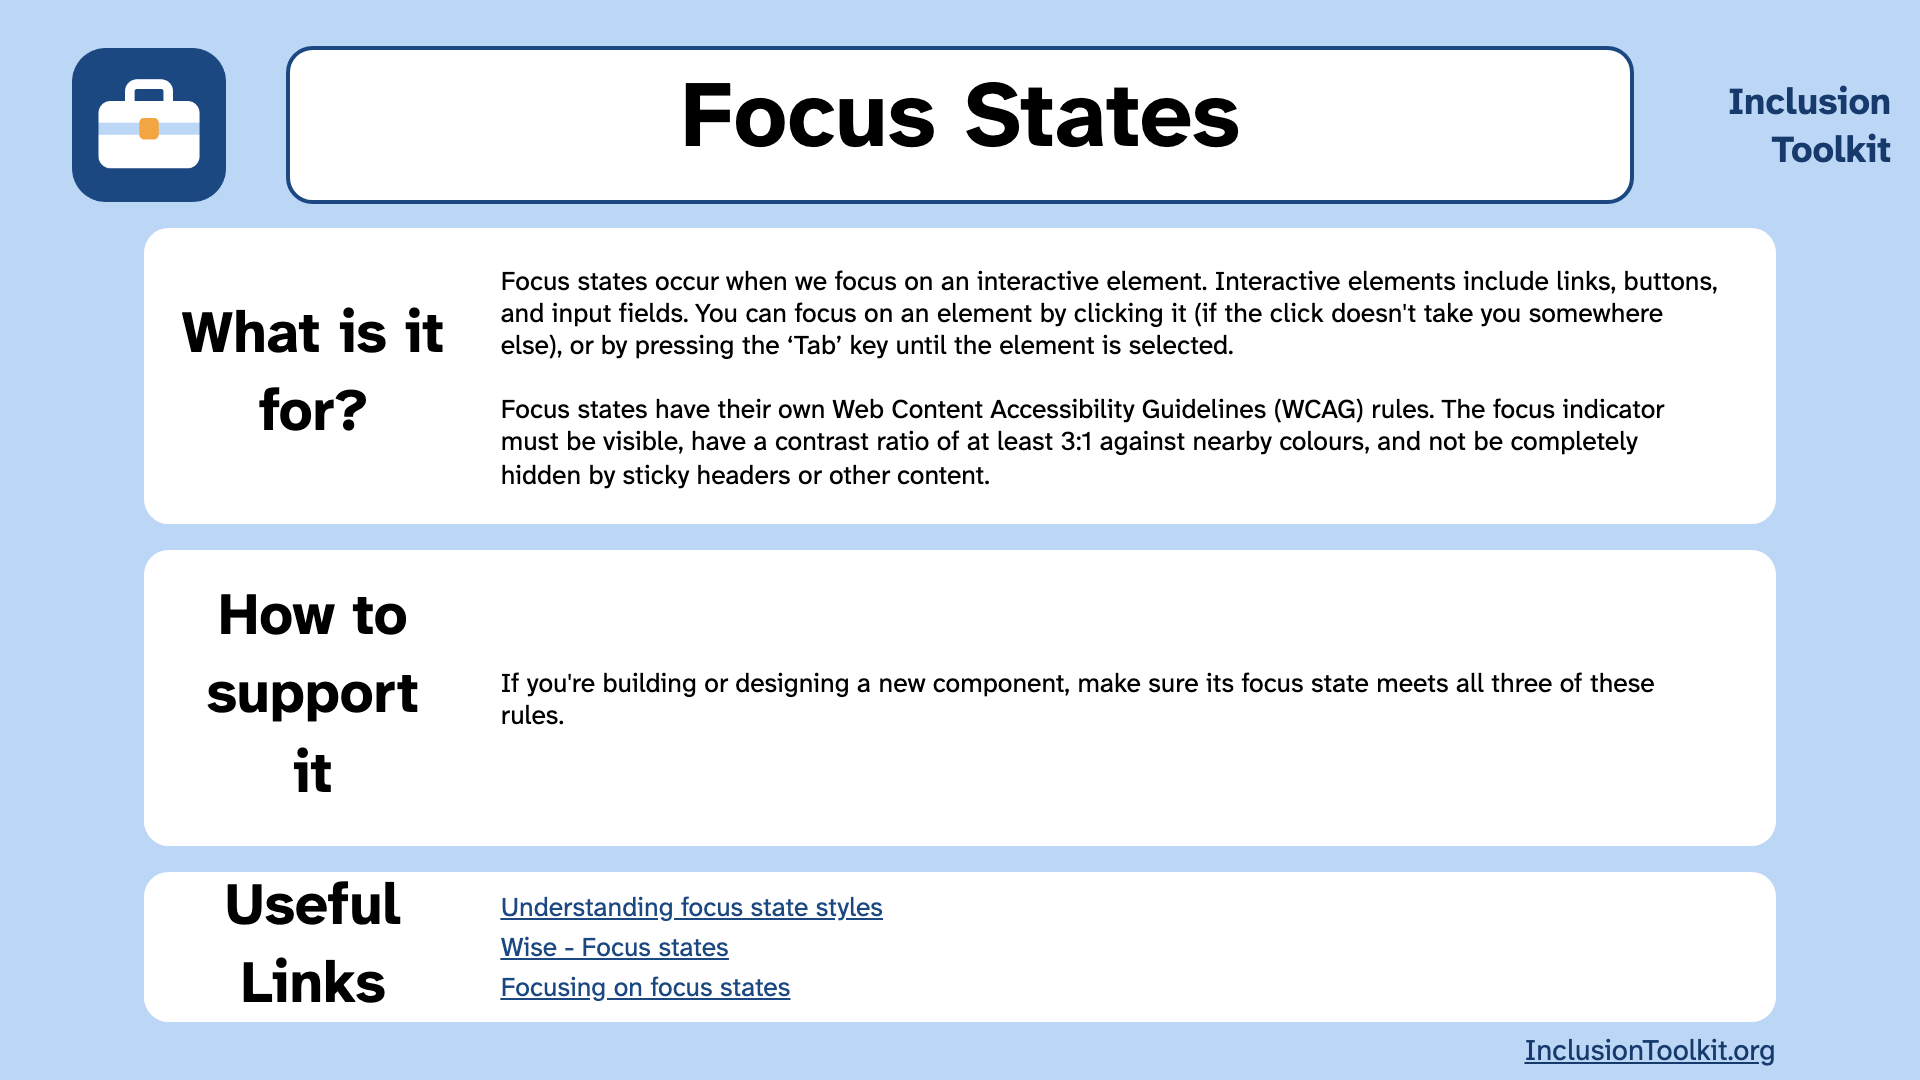 Focus States
Inclusion
Toolkit
What is it
for?
Focus states occur when we focus on an interactive element. Interactive elements include links, buttons,
and input fields. You can focus on an element by clicking it (if the click doesn't take you somewhere
else), or by pressing the ‘Tab’ key until the element is selected.
Focus states have their own Web Content Accessibility Guidelines (WCAG) rules. The focus indicator
must be visible, have a contrast ratio of at least 3:1 against nearby colours, and not be completely
hidden by sticky headers or other content.
How to
support
it
If you're building or designing a new component, make sure its focus state meets all three of these
rules.
Useful
Links
Understanding focus state styles
Wise - Focus states
Focusing on focus states
InclusionToolkit.org